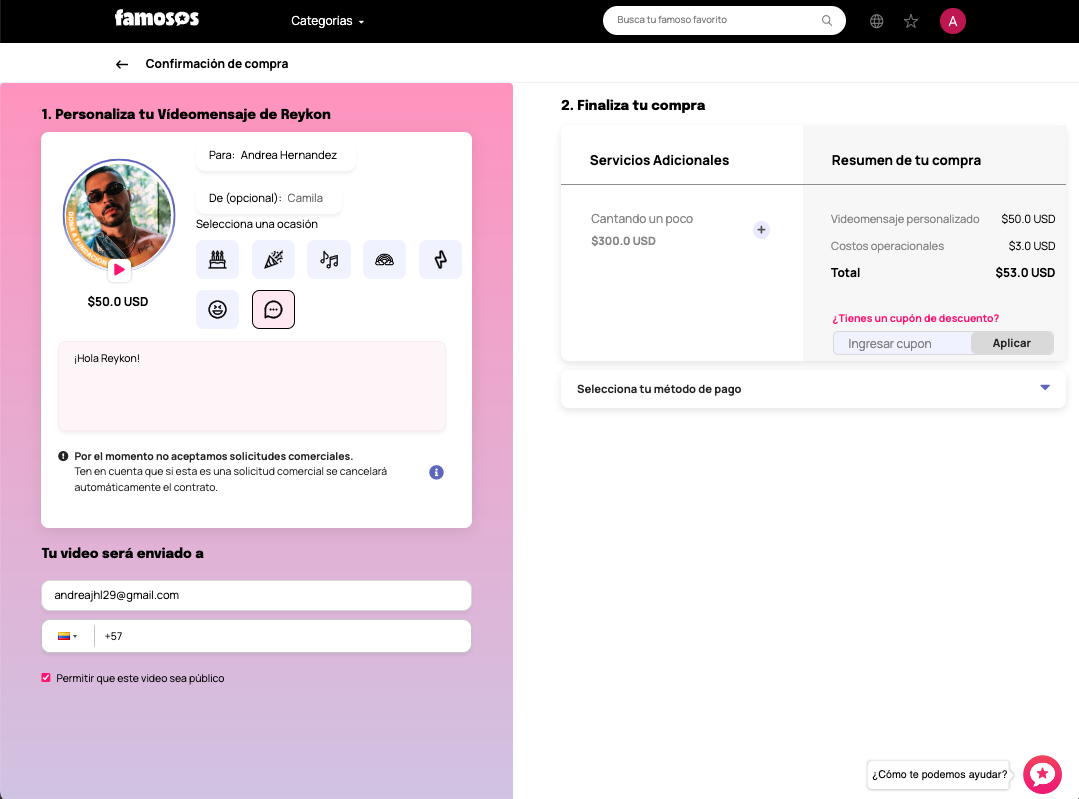 famosos
Categorias
Busca tu famoso favorito
A
Confirmación de compra
1. Personaliza tu Vídeomensaje de Reykon
Para: Andrea Hernandez
De (opcional): Camila
Selecciona una ocasión
DONA A FUNDACIÓN
$50.0 USD
¡Hola Reykon!
Por el momento no aceptamos solicitudes comerciales.
Ten en cuenta que si esta es una solicitud comercial se cancelará
automáticamente el contrato.
Tu video será enviado a
andreajhl29@gmail.com
+57
Permitir que este video sea público
2. Finaliza tu compra
Servicios Adicionales
Cantando un poco
$300.0 USD
+
Resumen de tu compra
Videomensaje personalizado $50.0 USD
Costos operacionales $3.0 USD
Total $53.0 USD
¿Tienes un cupón de descuento?
Ingresar cupon Aplicar
Selecciona tu método de pago
¿Cómo te podemos ayudar?